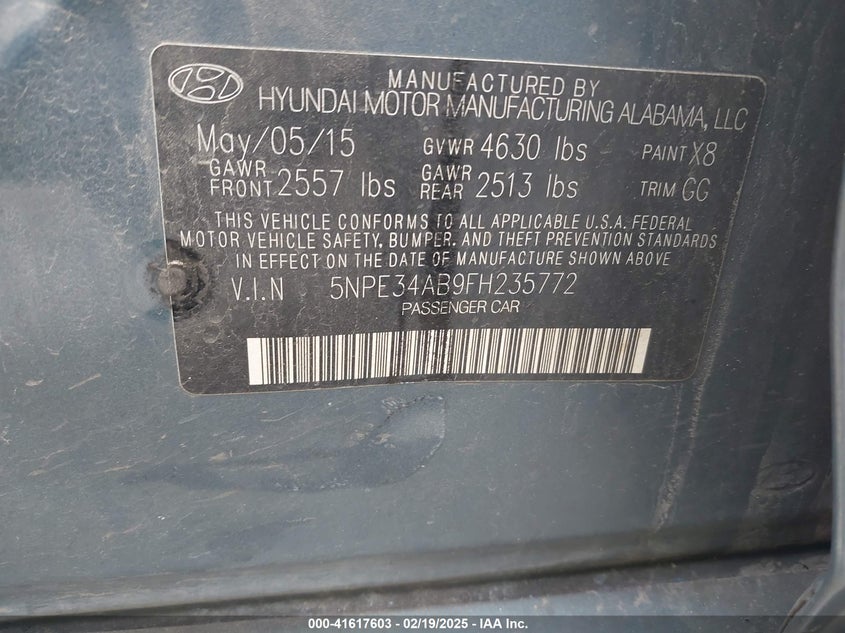 MANUFACTURED BY
HYUNDAI MOTOR MANUFACTURING ALABAMA, LLC
May/05/15 GVWR 4630 lbs PAINT X8
GAWR FRONT 2557 lbs GAWR REAR 2513 lbs TRIM GG
THIS VEHICLE CONFORMS TO ALL APPLICABLE U.S.A. FEDERAL
MOTOR VEHICLE SAFETY, BUMPER, AND THEFT PREVENTION STANDARDS
IN EFFECT ON THE DATE OF MANUFACTURE SHOWN ABOVE
V.I.N 5NPE34AB9FH235772
PASSENGER CAR
000-41617603 - 02/19/2025 - IAA Inc.